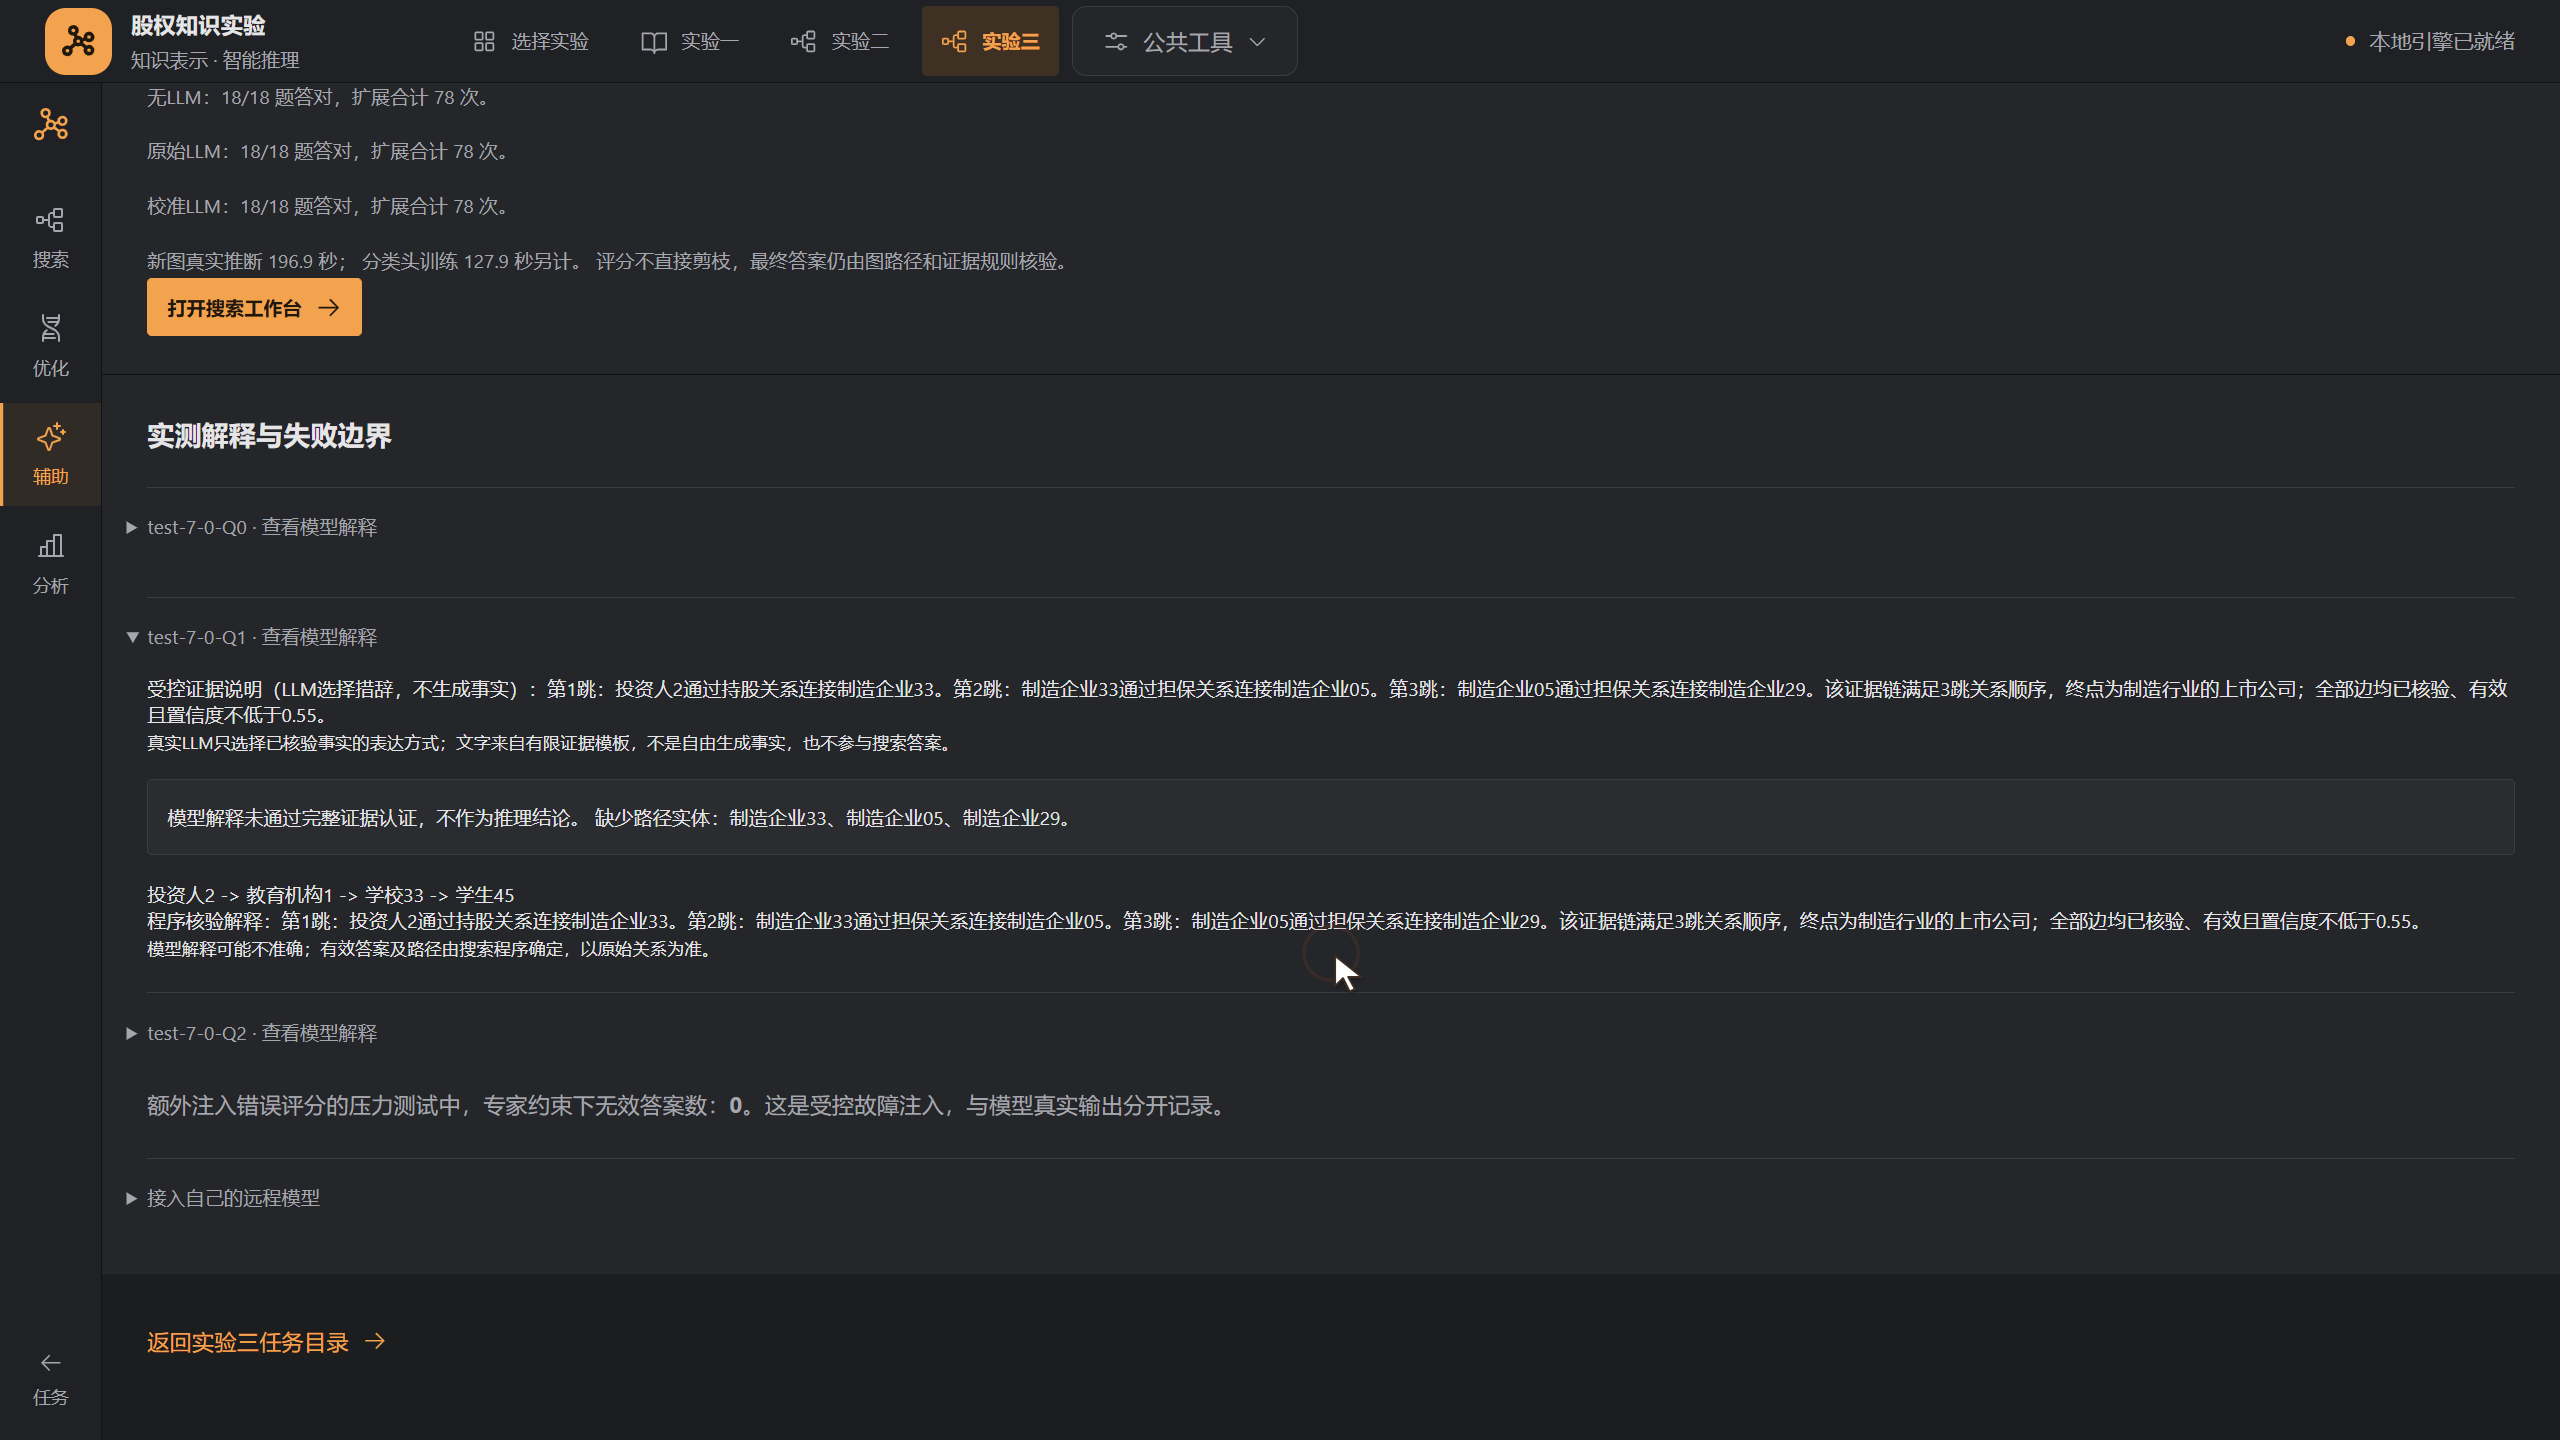 股权知识实验
知识表示 · 智能推理
选择实验
实验一
实验二
实验三
公共工具
本地引擎已就绪
搜索
优化
辅助
分析
任务
无LLM：18/18 题答对，扩展合计 78 次。
原始LLM：18/18 题答对，扩展合计 78 次。
校准LLM：18/18 题答对，扩展合计 78 次。
新图真实推断 196.9 秒； 分类头训练 127.9 秒另计。 评分不直接剪枝，最终答案仍由图路径和证据规则核验。
打开搜索工作台
实测解释与失败边界
test-7-0-Q0 · 查看模型解释
test-7-0-Q1 · 查看模型解释
受控证据说明（LLM选择措辞，不生成事实）：第1跳：投资人2通过持股关系连接制造企业33。第2跳：制造企业33通过担保关系连接制造企业05。第3跳：制造企业05通过担保关系连接制造企业29。该证据链满足3跳关系顺序，终点为制造行业的上市公司；全部边均已核验、有效
且置信度不低于0.55。
真实LLM只选择已核验事实的表达方式；文字来自有限证据模板，不是自由生成事实，也不参与搜索答案。
模型解释未通过完整证据认证，不作为推理结论。 缺少路径实体：制造企业33、制造企业05、制造企业29。
投资人2 -> 教育机构1 -> 学校33 -> 学生45
程序核验解释：第1跳：投资人2通过持股关系连接制造企业33。第2跳：制造企业33通过担保关系连接制造企业05。第3跳：制造企业05通过担保关系连接制造企业29。该证据链满足3跳关系顺序，终点为制造行业的上市公司；全部边均已核验、有效且置信度不低于0.55。
模型解释可能不准确；有效答案及路径由搜索程序确定，以原始关系为准。
test-7-0-Q2 · 查看模型解释
额外注入错误评分的压力测试中，专家约束下无效答案数：0。这是受控故障注入，与模型真实输出分开记录。
接入自己的远程模型
返回实验三任务目录